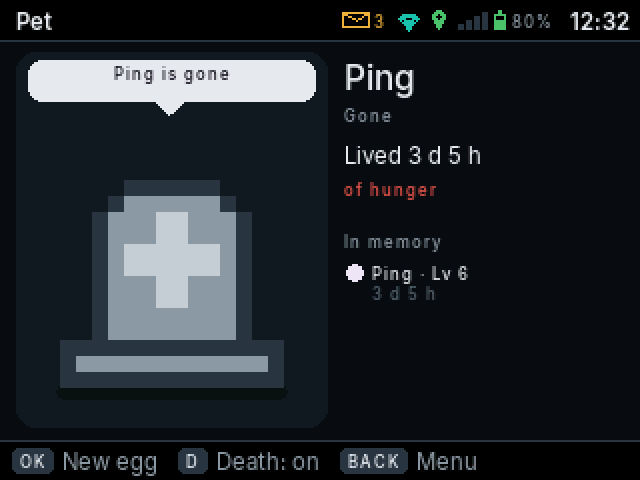 Pet 3 80% 12:32
Ping is gone
Ping
Gone
Lived 3 d 5 h
of hunger
In memory
Ping · Lv 6
3 d 5 h
OK New egg D Death: on BACK Menu